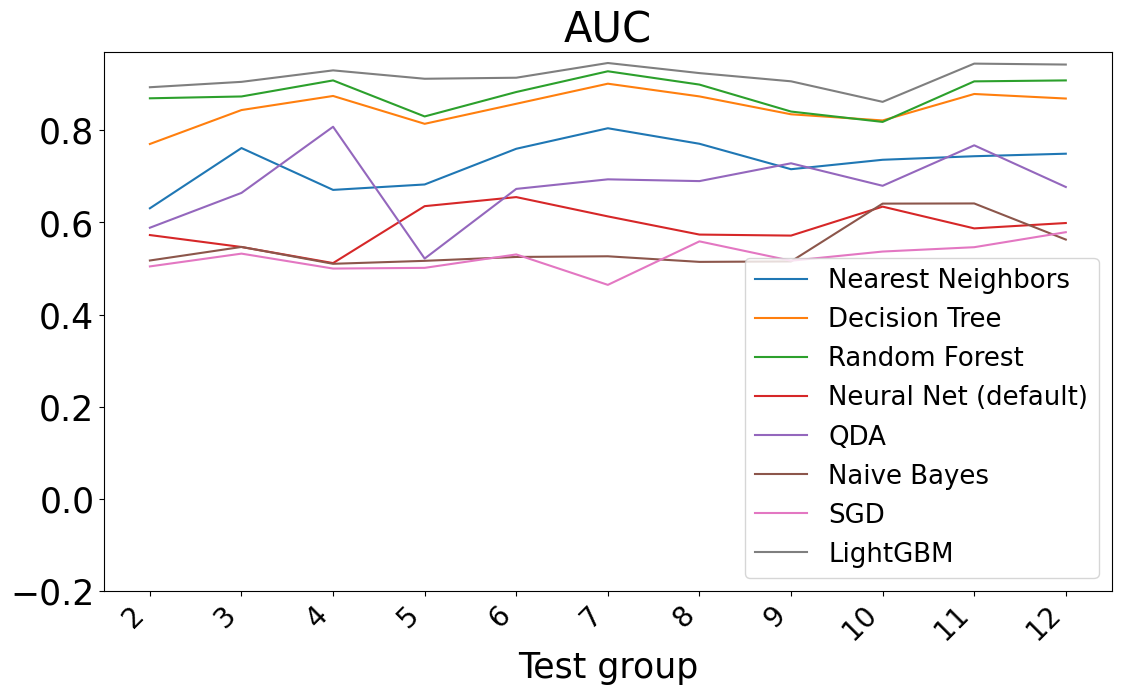 AUC
0.8
0.6
0.4
0.2
0.0
−0.2
2 3 4 5 6 7 8 9 10 11 12
Test group
Nearest Neighbors
Decision Tree
Random Forest
Neural Net (default)
QDA
Naive Bayes
SGD
LightGBM